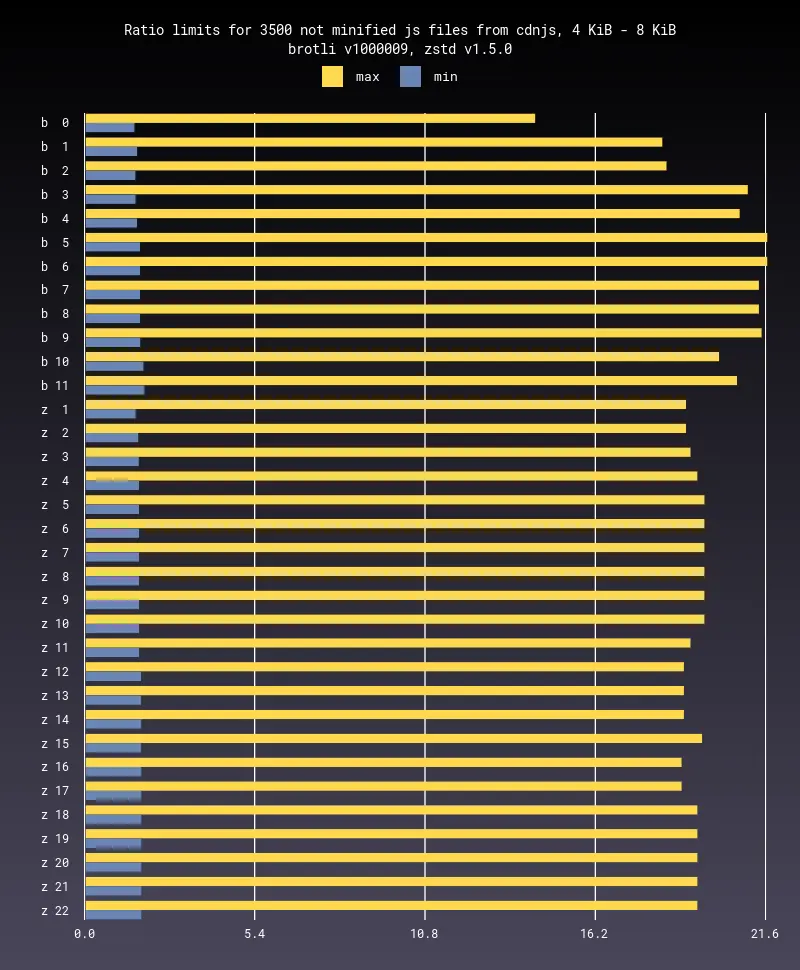 Ratio limits for 3500 not minified js files from cdnjs, 4 KiB - 8 KiB
brotli v1000009, zstd v1.5.0
max min
b 0
b 1
b 2
b 3
b 4
b 5
b 6
b 7
b 8
b 9
b 10
b 11
z 1
z 2
z 3
z 4
z 5
z 6
z 7
z 8
z 9
z 10
z 11
z 12
z 13
z 14
z 15
z 16
z 17
z 18
z 19
z 20
z 21
z 22
0.0 5.4 10.8 16.2 21.6